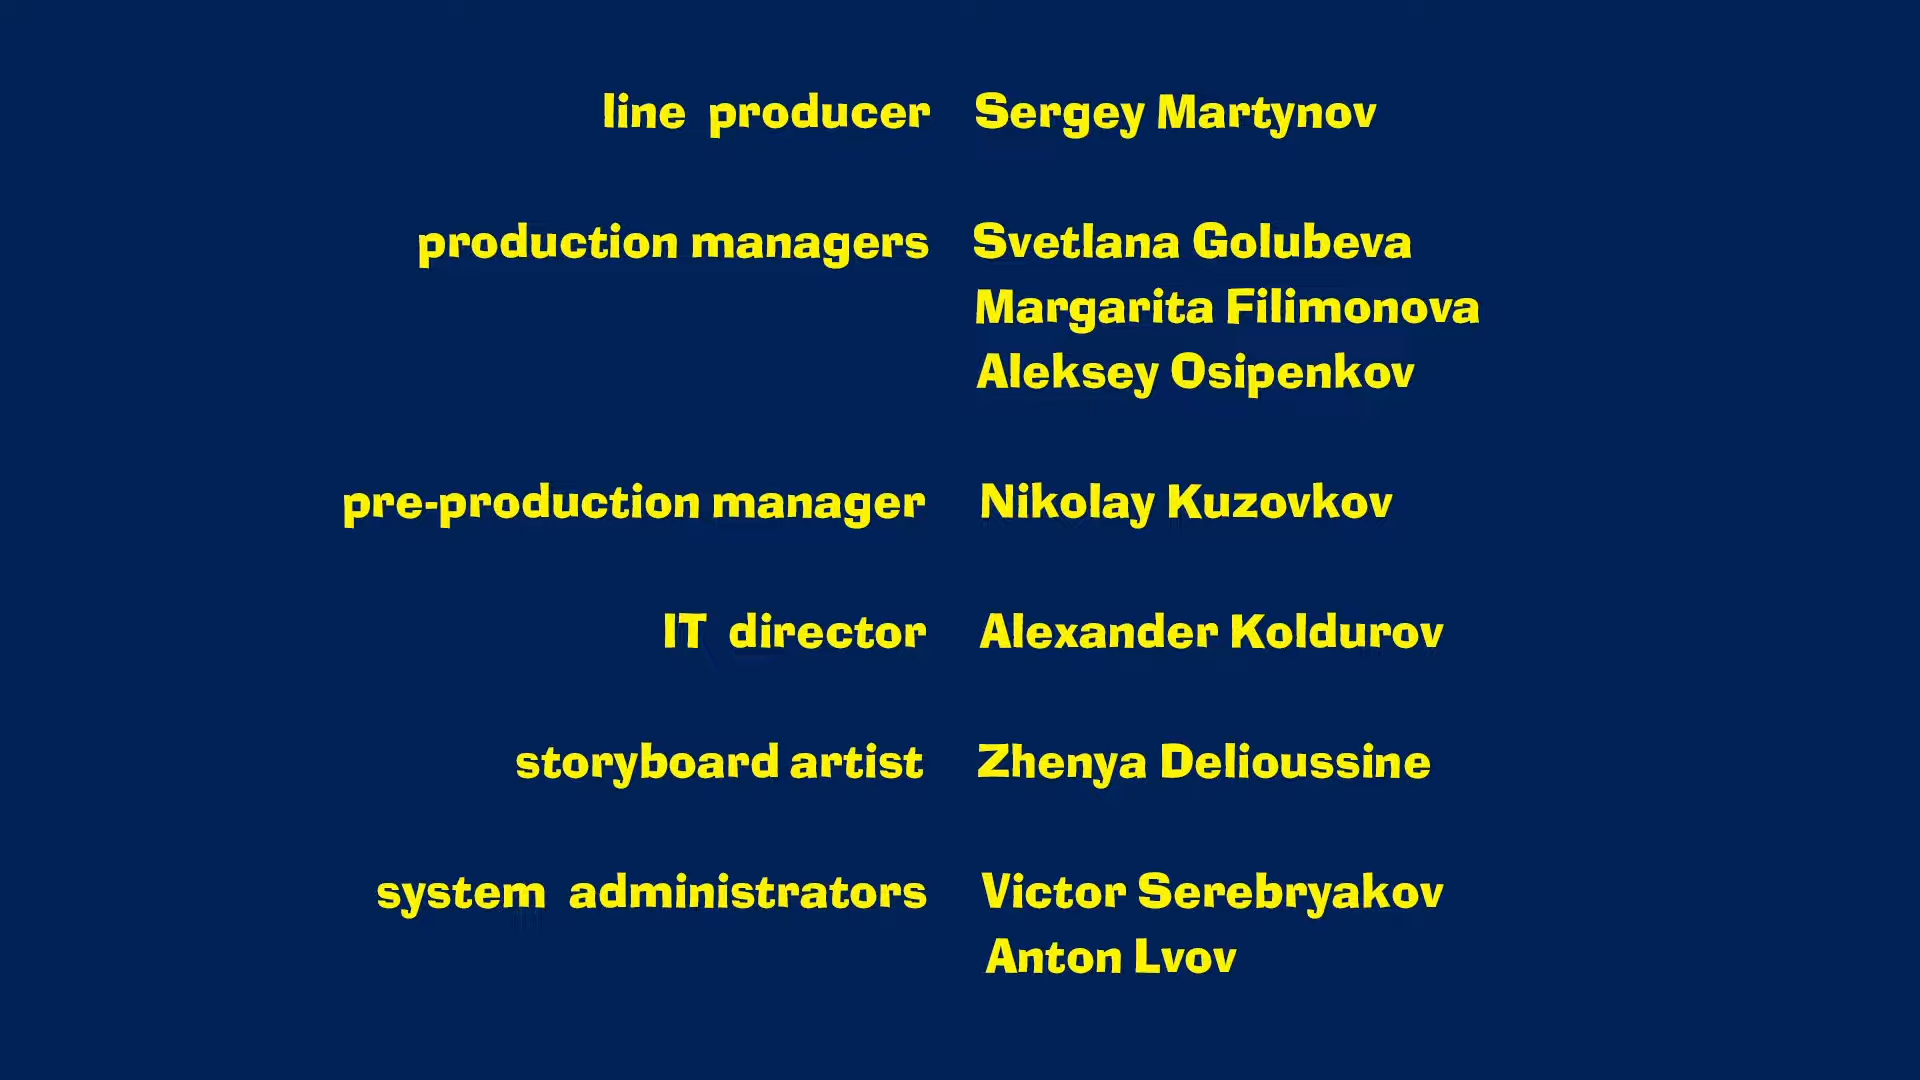 line producer Sergey Martynov
production managers Svetlana Golubeva
Margarita Filimonova
Aleksey Osipenkov
pre-production manager Nikolay Kuzovkov
IT director Alexander Koldurov
storyboard artist Zhenya Delioussine
system administrators Victor Serebryakov
Anton Lvov